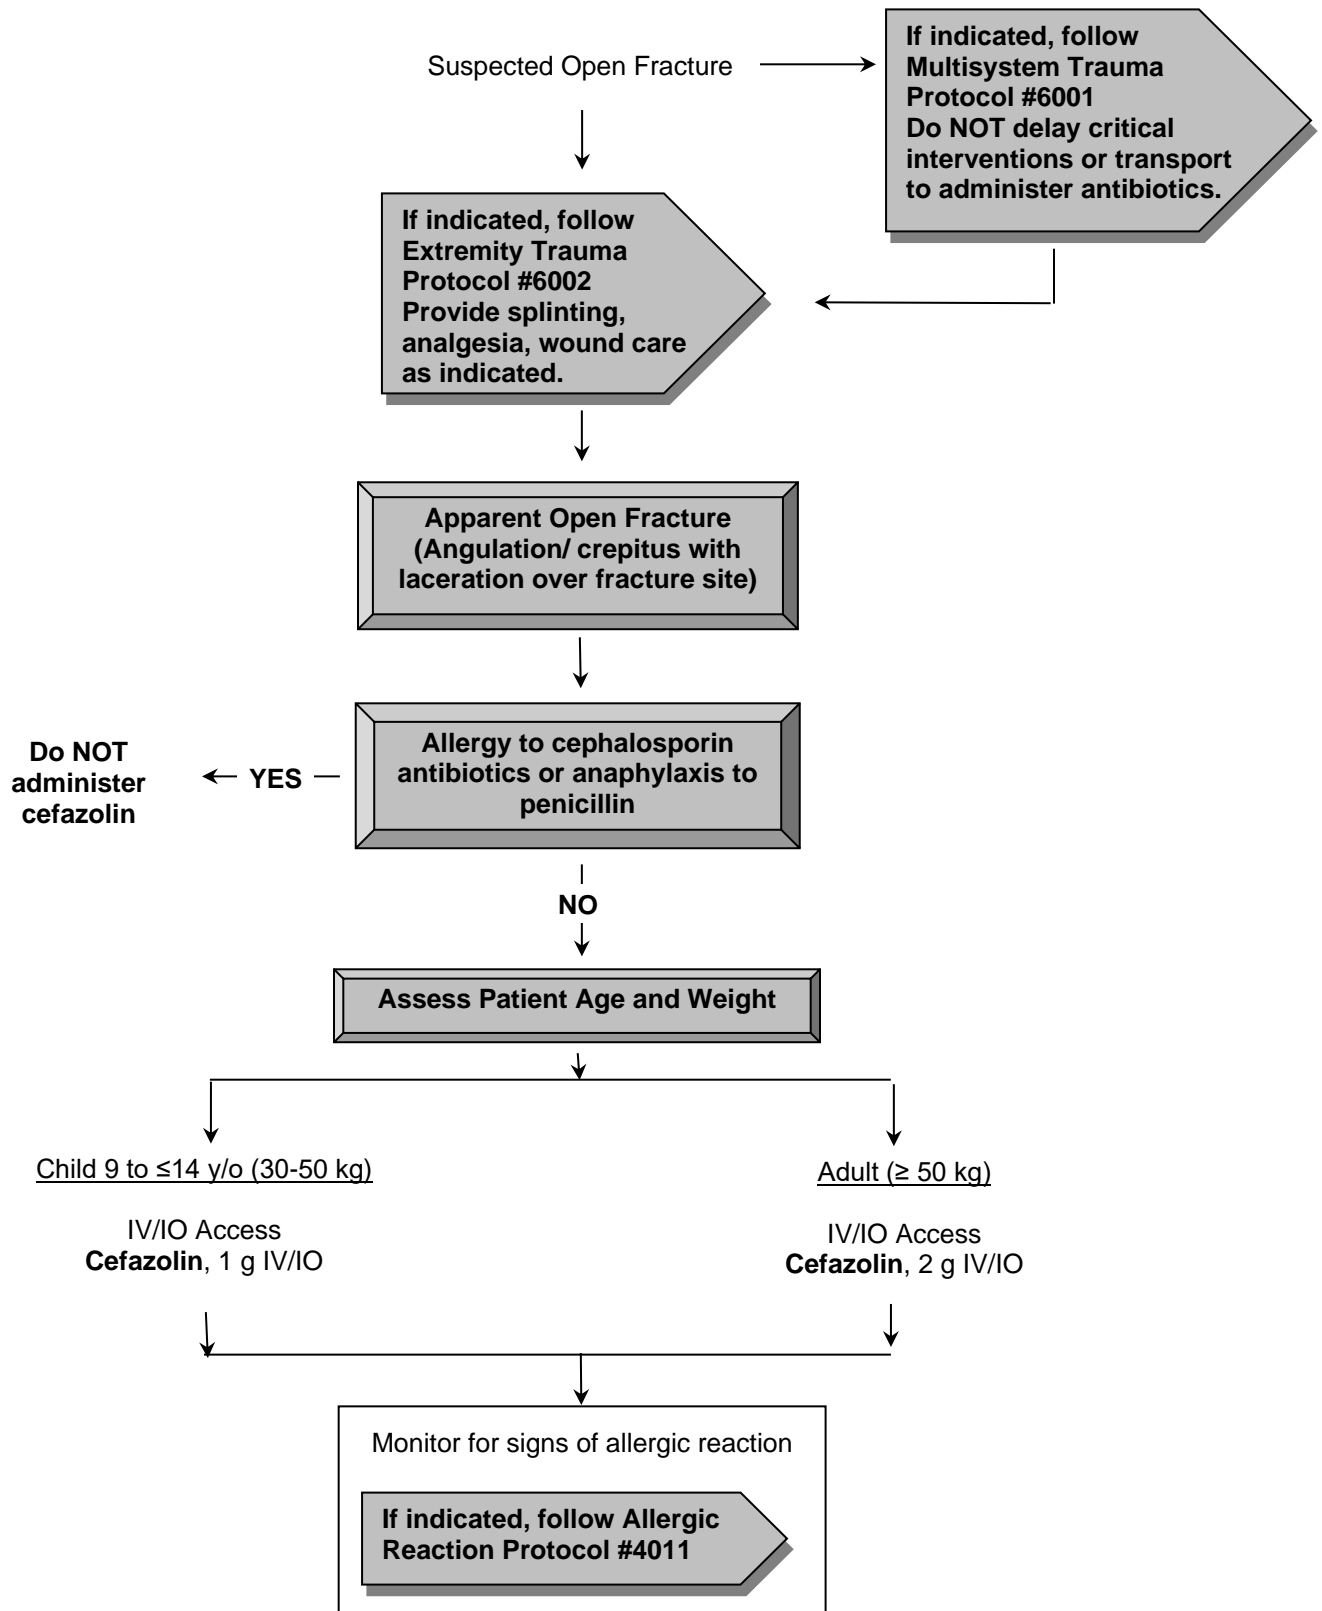 Suspected Open Fracture
If indicated, follow
Multisystem Trauma
Protocol #6001
Do NOT delay critical
interventions or transport
to administer antibiotics.
If indicated, follow
Extremity Trauma
Protocol #6002
Provide splinting,
analgesia, wound care
as indicated.
Apparent Open Fracture
(Angulation/ crepitus with
laceration over fracture site)
Allergy to cephalosporin
antibiotics or anaphylaxis to
penicillin
YES
Do NOT
administer
cefazolin
NO
Assess Patient Age and Weight
Child 9 to ≤14 y/o (30-50 kg)
IV/IO Access
Cefazolin, 1 g IV/IO
Adult (≥ 50 kg)
IV/IO Access
Cefazolin, 2 g IV/IO
Monitor for signs of allergic reaction
If indicated, follow Allergic
Reaction Protocol #4011